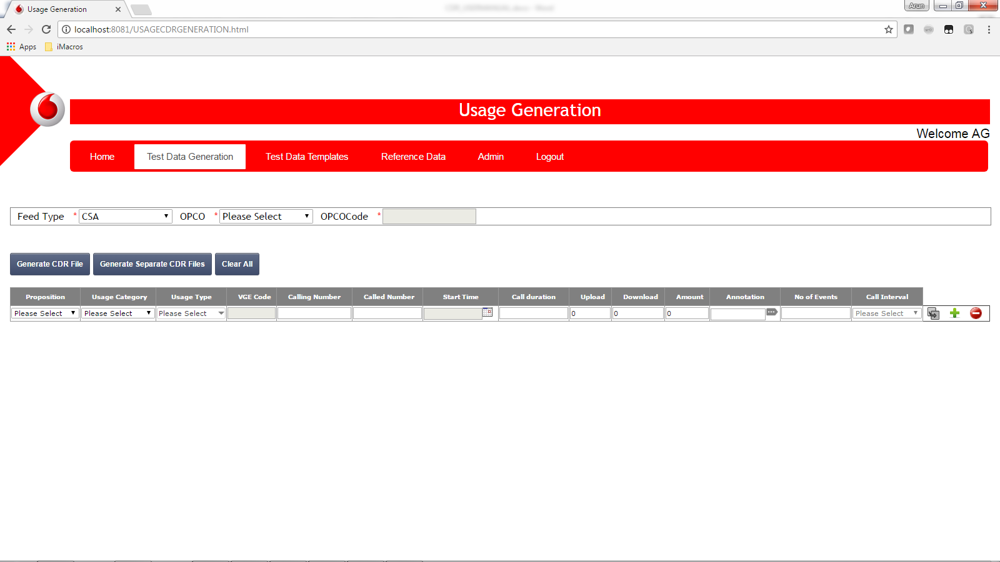 Usage Generation
Arun
localhost:8081/USAGECDRGENERATION.html
Apps iMacros
Usage Generation
Welcome AG
Home Test Data Generation Test Data Templates Reference Data Admin Logout
Feed Type * CSA OPCO * Please Select OPCOCode *
Generate CDR File Generate Separate CDR Files Clear All
Proposition Usage Category Usage Type VGE Code Calling Number Called Number Start Time Call duration Upload Download Amount Annotation No of Events Call Interval
Please Select Please Select Please Select 0 0 0 Please Select